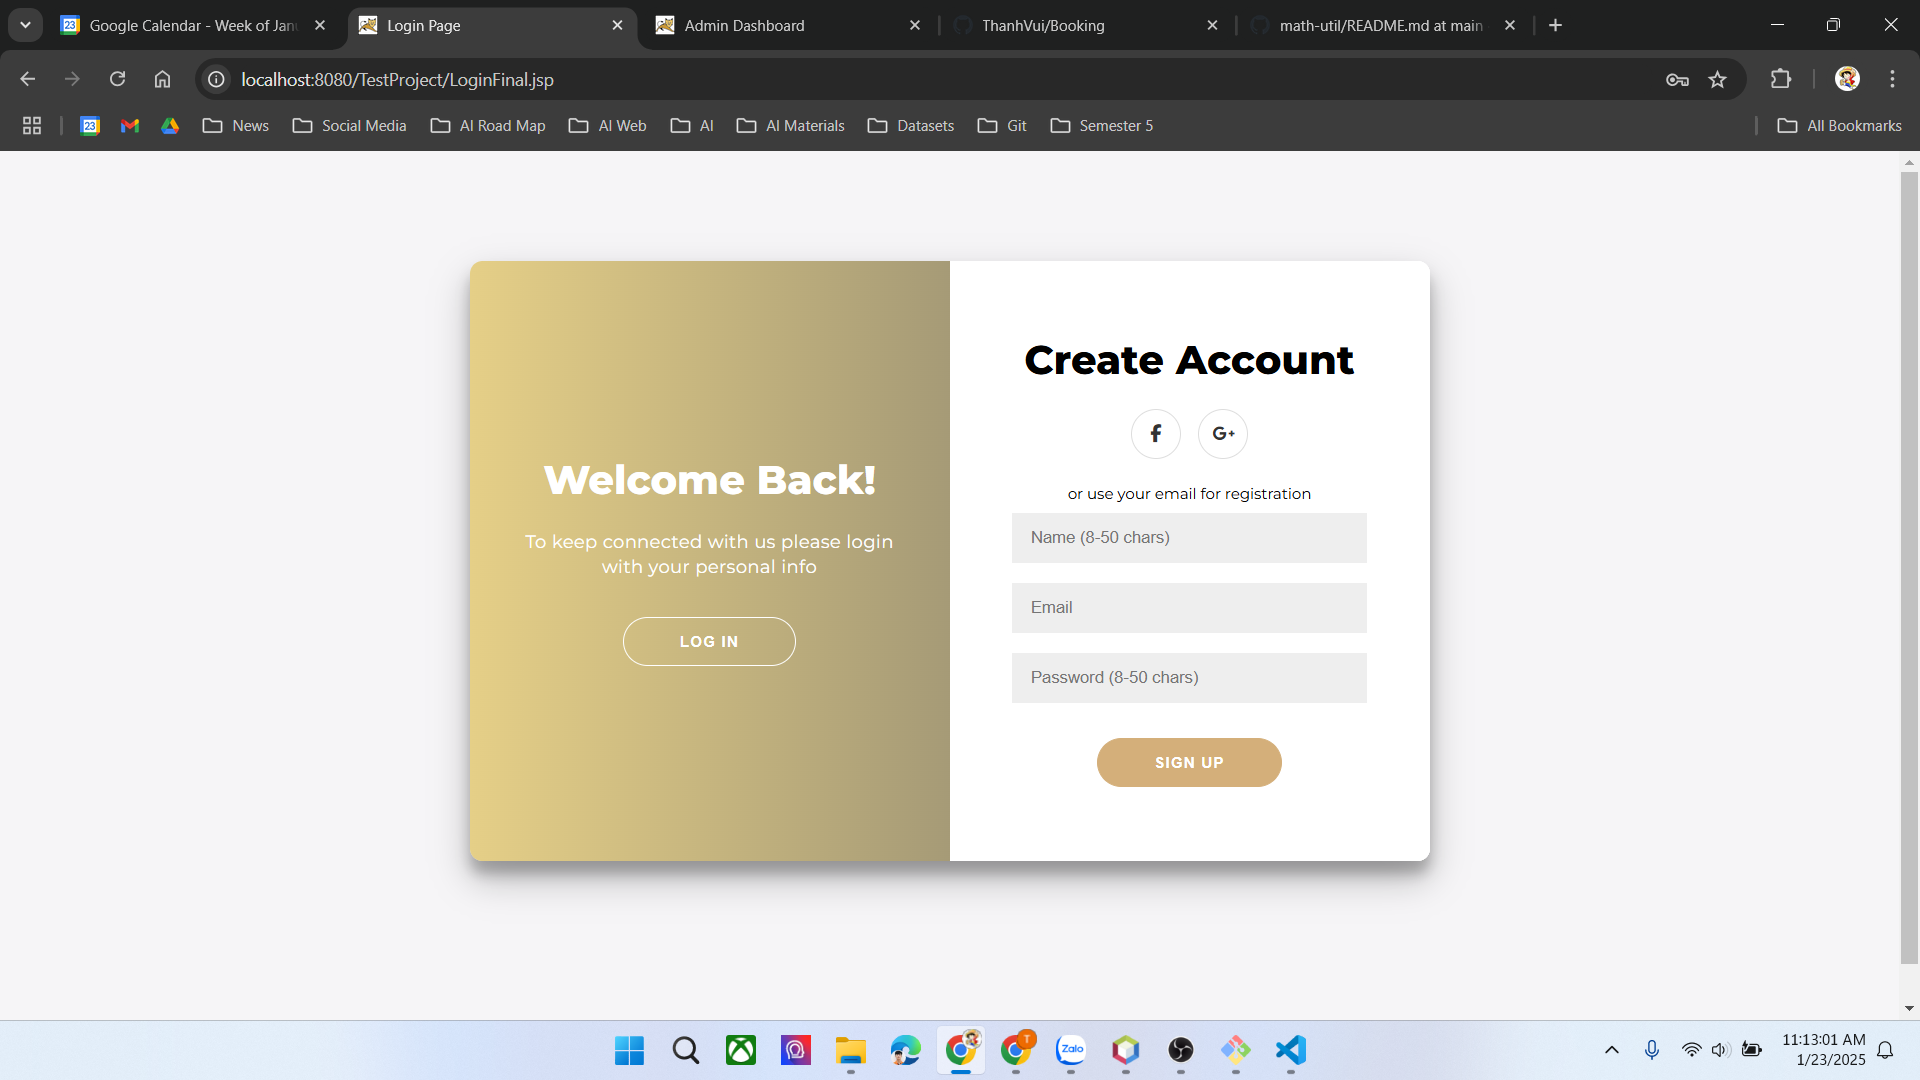 Google Calendar - Week of Jan
Login Page
Admin Dashboard
ThanhVui/Booking
math-util/README.md at main
localhost:8080/TestProject/LoginFinal.jsp
23
News
Social Media
AI Road Map
AI Web
AI
AI Materials
Datasets
Git
Semester 5
All Bookmarks
Welcome Back!
To keep connected with us please login
with your personal info
LOG IN
Create Account
f
G+
or use your email for registration
Name (8-50 chars)
Email
Password (8-50 chars)
SIGN UP
T
Zalo
11:13:01 AM
1/23/2025